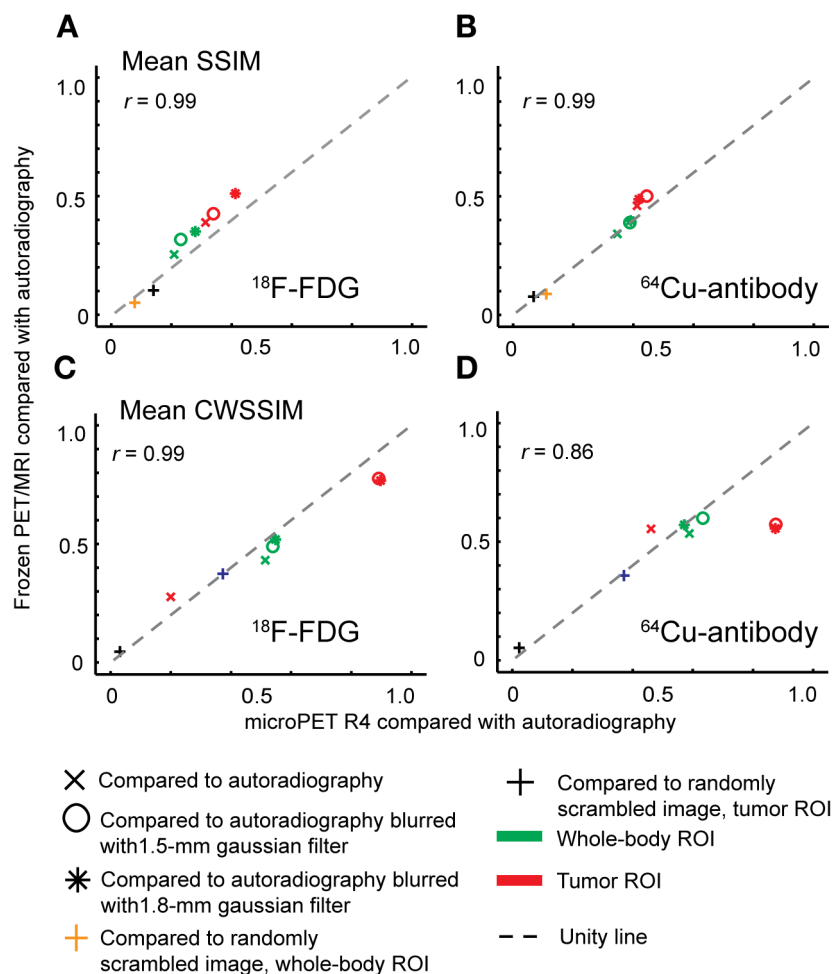 A
Mean SSIM
r = 0.99
1.0
0.5
0
18F-FDG
0
0.5
1.0
B
r = 0.99
1.0
0.5
0
64Cu-antibody
0
0.5
1.0
Frozen PET/MRI compared with autoradiography
C
Mean CWSSIM
1.0
r = 0.99
0.5
0
18F-FDG
0
0.5
1.0
D
1.0
r = 0.86
0.5
0
64Cu-antibody
0
0.5
1.0
microPET R4 compared with autoradiography
Compared to autoradiography
Compared to autoradiography blurred
with1.5-mm gaussian filter
Compared to autoradiography blurred
with1.8-mm gaussian filter
Compared to randomly
scrambled image, whole-body ROI
Compared to randomly
scrambled image, tumor ROI
Whole-body ROI
Tumor ROI
Unity line